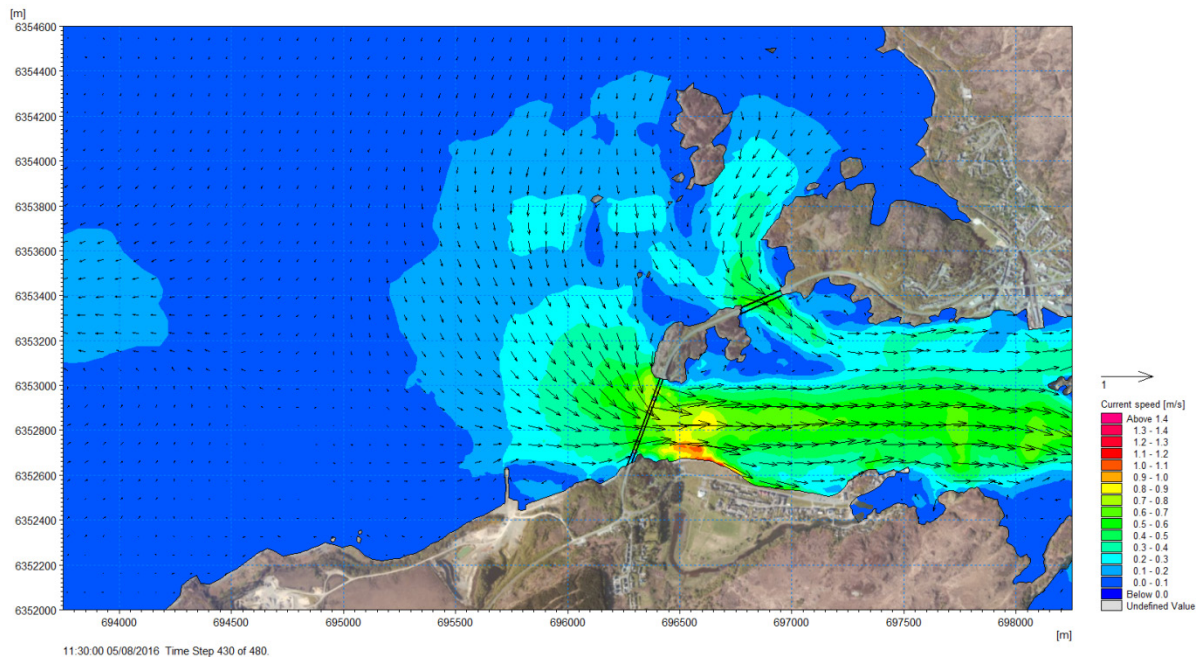 [m]
6354600
6354400
6354200
6354000
6353800
6353600
6353400
6353200
6353000
6352800
6352600
6352400
6352200
6352000
694000 694500 695000 695500 696000 696500 697000 697500 698000
[m]
11:30:00 05/08/2016 Time Step 430 of 480.
1
Current speed [m/s]
Above 1.4
1.3 - 1.4
1.2 - 1.3
1.1 - 1.2
1.0 - 1.1
0.9 - 1.0
0.8 - 0.9
0.7 - 0.8
0.6 - 0.7
0.5 - 0.6
0.4 - 0.5
0.3 - 0.4
0.2 - 0.3
0.1 - 0.2
0.0 - 0.1
Below 0.0
Undefined Value